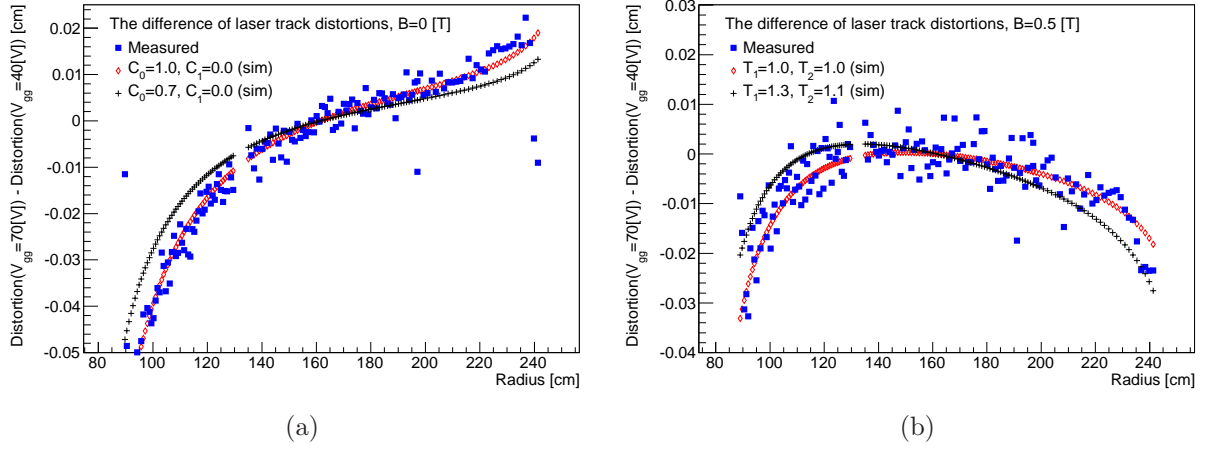 The difference of laser track distortions, B=0 [T]
Measured
C₀=1.0, C₁=0.0 (sim)
C₀=0.7, C₁=0.0 (sim)
Distortion(V_gg=70[V]) - Distortion(V_gg=40[V]) [cm]
0.02
0.01
0
-0.01
-0.02
-0.03
-0.04
-0.05
80 100 120 140 160 180 200 220 240
Radius [cm]
(a)
The difference of laser track distortions, B=0.5 [T]
Measured
T₁=1.0, T₂=1.0 (sim)
T₁=1.3, T₂=1.1 (sim)
Distortion(V_gg=70[V]) - Distortion(V_gg=40[V]) [cm]
0.03
0.02
0.01
0
-0.01
-0.02
-0.03
-0.04
80 100 120 140 160 180 200 220 240
Radius [cm]
(b)